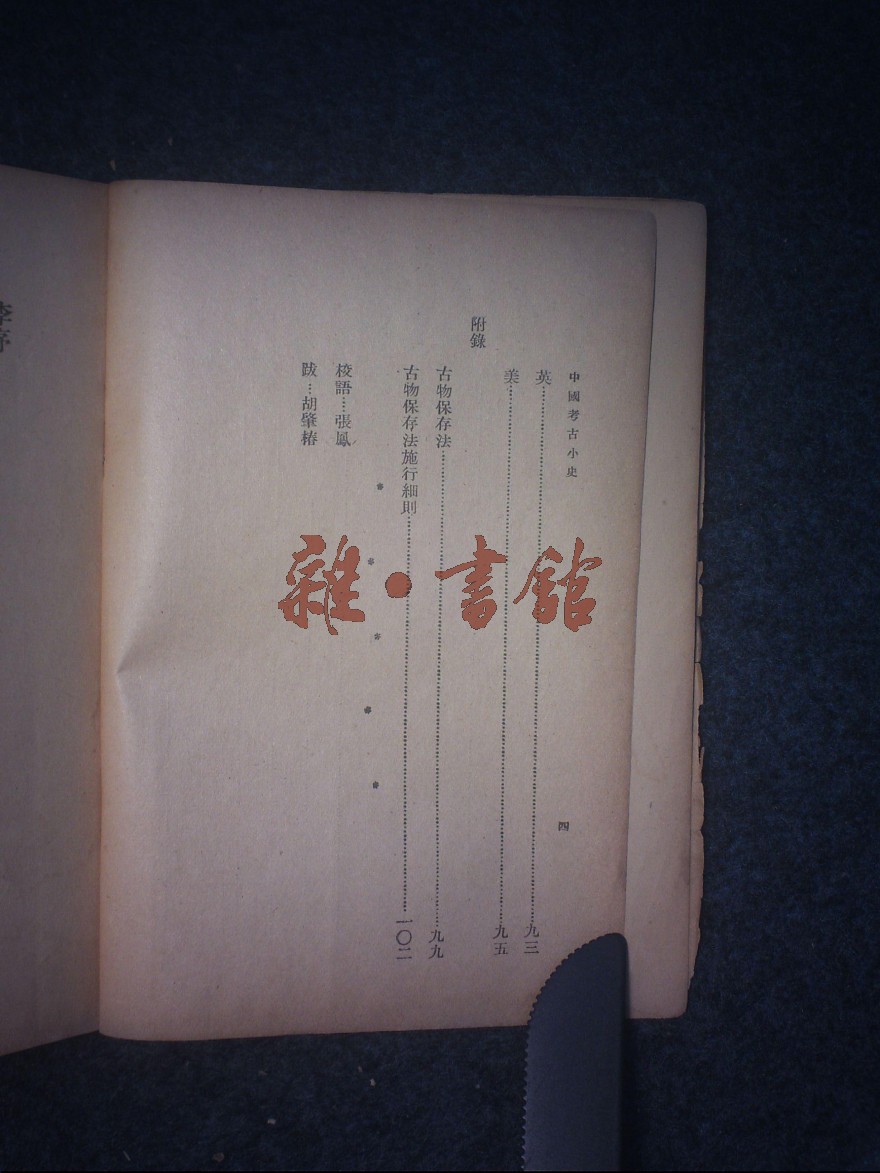 中國考古小史
四
英……九三
美……九五
附錄
古物保存法……九九
古物保存法施行細則……一〇二
校語…張鳳
跋…胡肇椿
李序
雜·書館